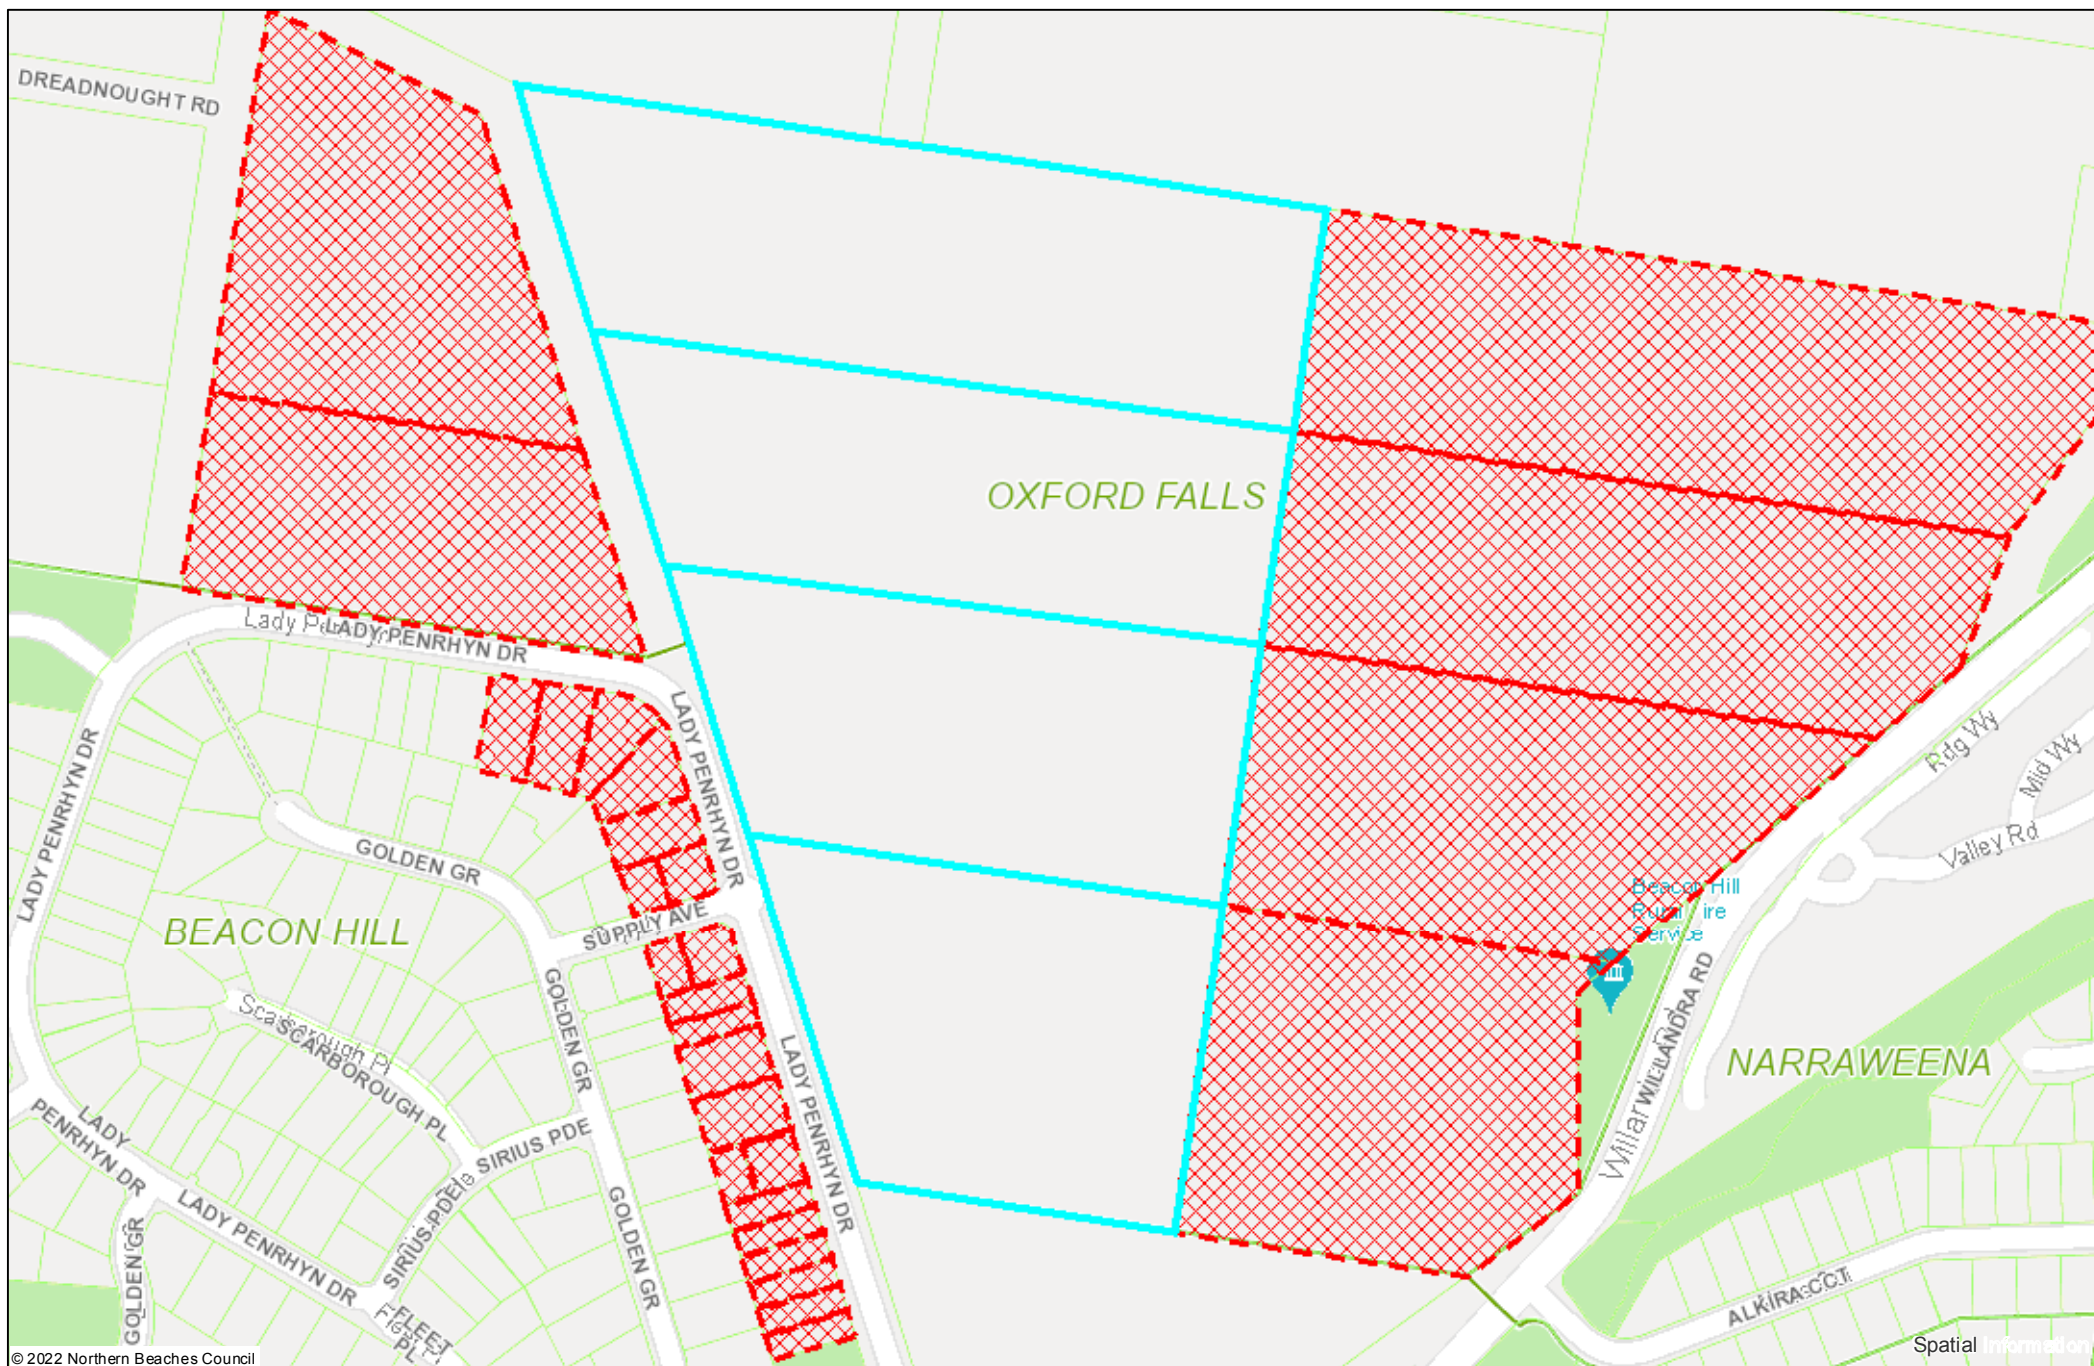 DREADNOUGHT RD
OXFORD FALLS
LADY PENRHYN DR
LADY PENRHYN DR
LADY PENRHYN DR
GOLDEN GR
SUPPLY AVE
BEACON HILL
GOLDEN GR
Scarborough Pl
SCARBOROUGH PL
LADY PENRHYN DR
LADY
PENRHYN DR
SIRIUS PDE
SIRIUS PDE
LADY PENRHYN DR
GOLDEN GR
GOLDEN GR
FLEET
PL
Rdg Wy
Mid Wy
Valley Rd
Beacon Hill
Rural Fire
Service
WILLANDRA RD
NARRAWEENA
ALKIRA CCT
Spatial Information
© 2022 Northern Beaches Council